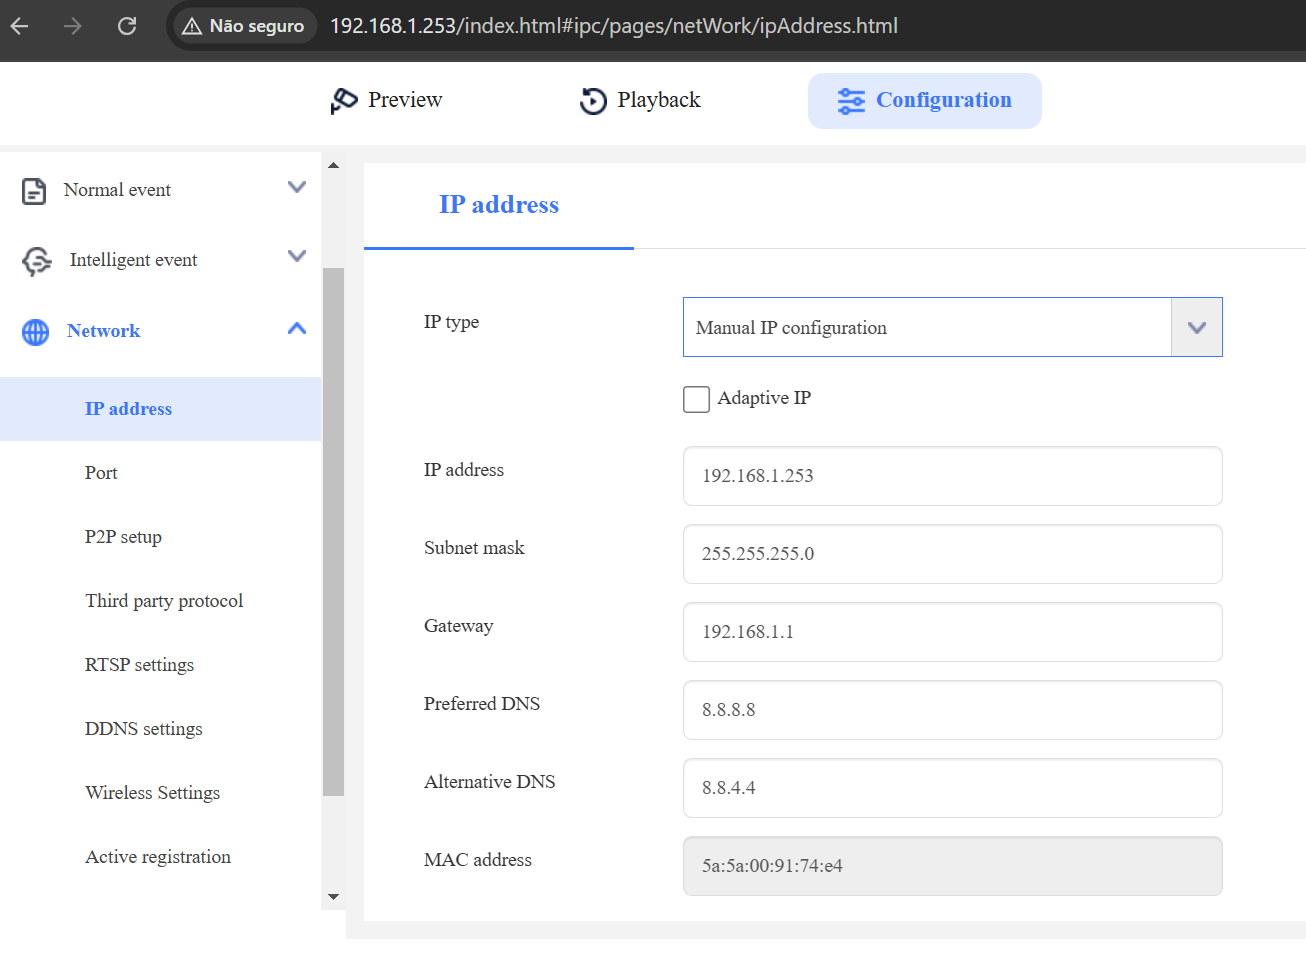 Não seguro
192.168.1.253/index.html#ipc/pages/netWork/ipAddress.html
Preview
Playback
Configuration
Normal event
Intelligent event
Network
IP address
Port
P2P setup
Third party protocol
RTSP settings
DDNS settings
Wireless Settings
Active registration
IP address
IP type
Manual IP configuration
Adaptive IP
IP address
192.168.1.253
Subnet mask
255.255.255.0
Gateway
192.168.1.1
Preferred DNS
8.8.8.8
Alternative DNS
8.8.4.4
MAC address
5a:5a:00:91:74:e4